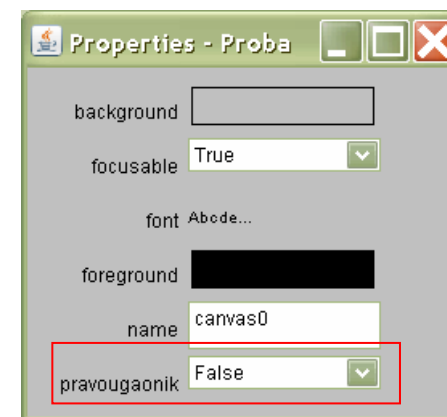 Properties - Proba
background
focusable True
font Abcde...
foreground
name canvas0
pravougaonik False